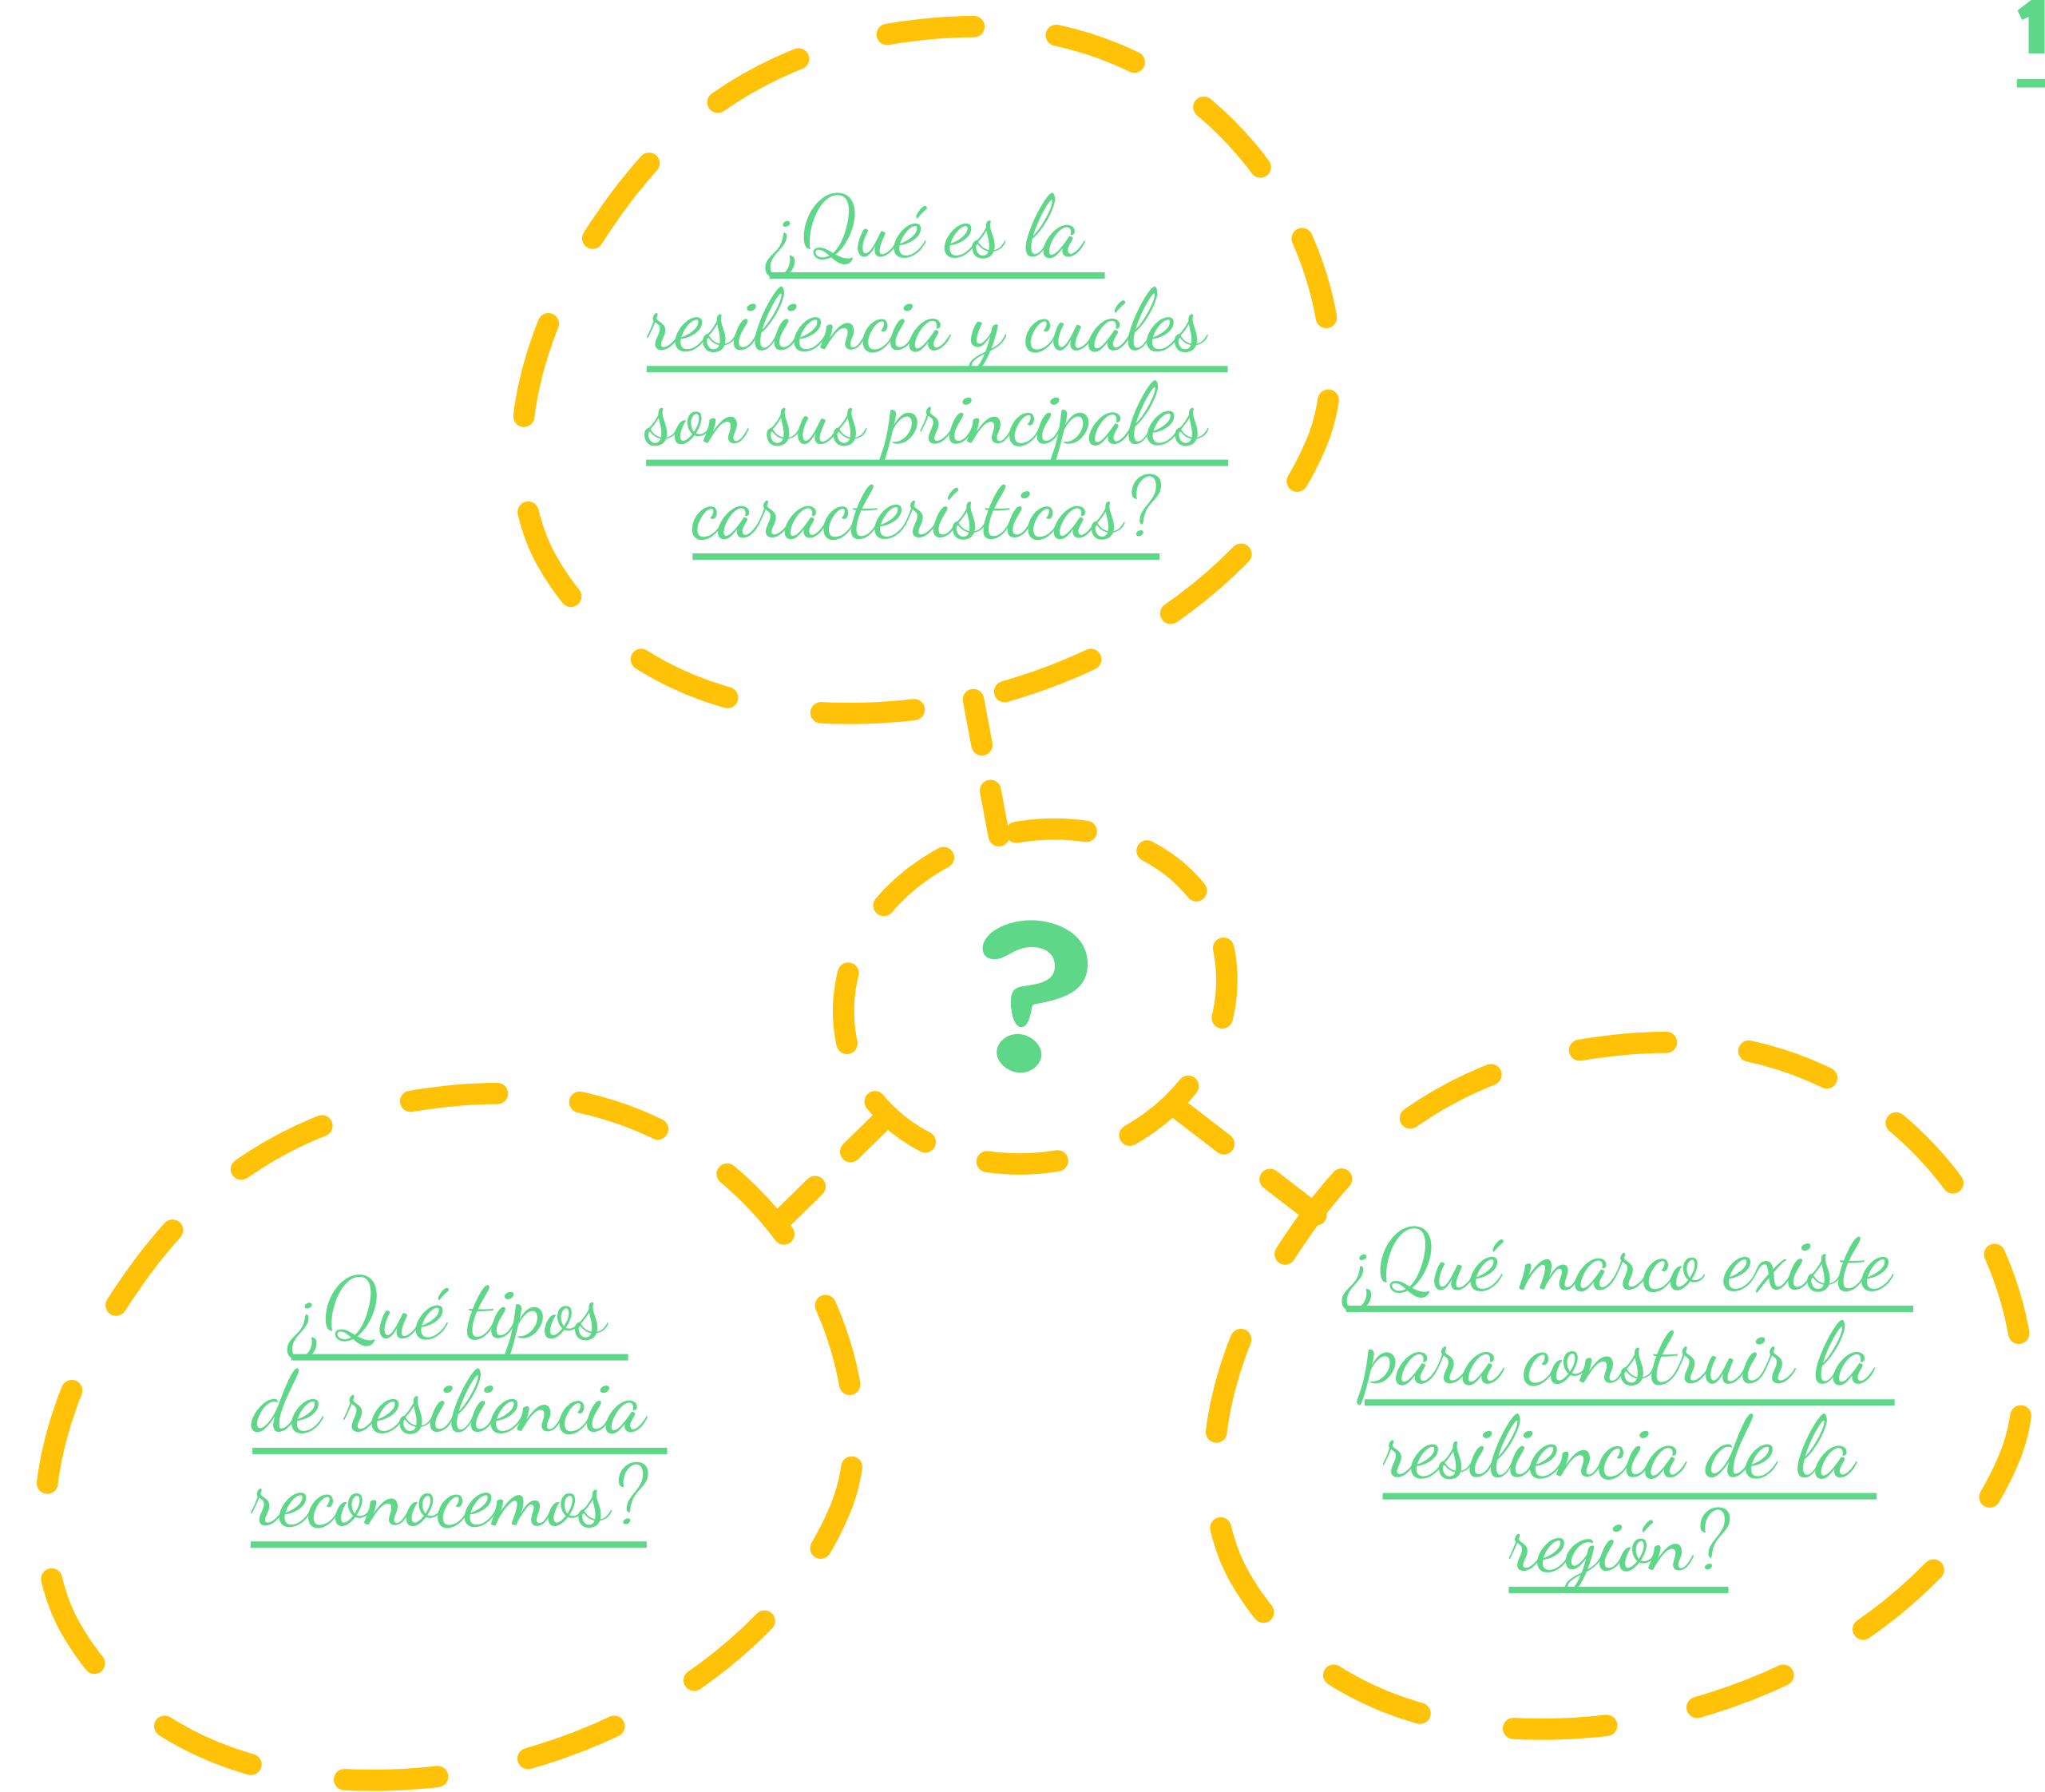 1
¿Qué es la
resiliencia y cuáles
son sus principales
características?
?
¿Qué tipos
de resiliencia
reconocemos?
¿Qué marco existe
para construir la
resiliencia de la
región?